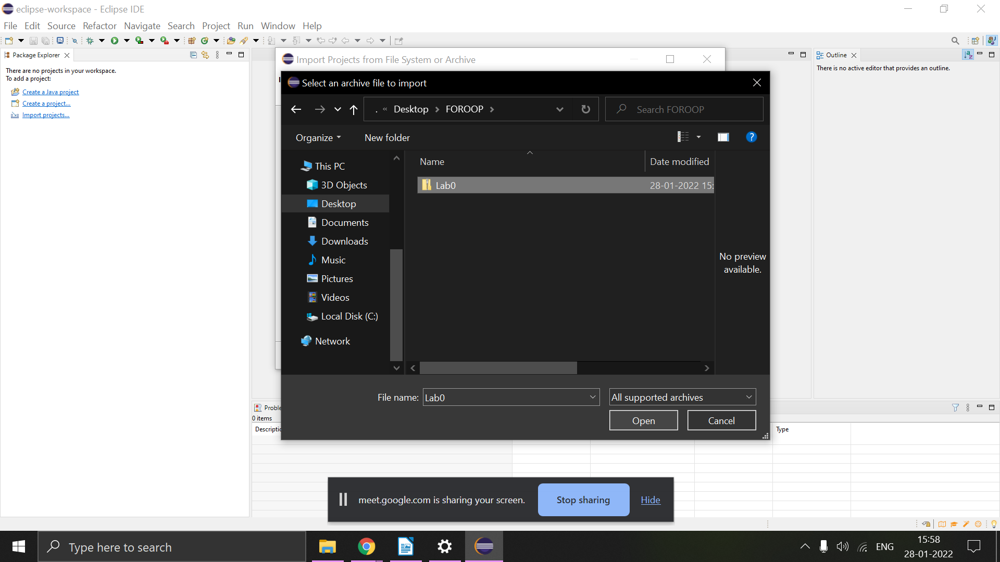 eclipse-workspace - Eclipse IDE
File Edit Source Refactor Navigate Search Project Run Window Help
Package Explorer
There are no projects in your workspace.
To add a project:
Create a Java project
Create a project...
Import projects...
Import Projects from File System or Archive
Select an archive file to import
. « Desktop > FOROOP >
Search FOROOP
Organize
New folder
This PC
3D Objects
Desktop
Documents
Downloads
Music
Pictures
Videos
Local Disk (C:)
Network
Name
Date modified
Lab0
28-01-2022 15:
No preview
available.
File name: Lab0
All supported archives
Open
Cancel
Outline
There is no active editor that provides an outline.
Proble
0 items
Descriptio
Type
meet.google.com is sharing your screen.
Stop sharing
Hide
Type here to search
ENG
15:58
28-01-2022